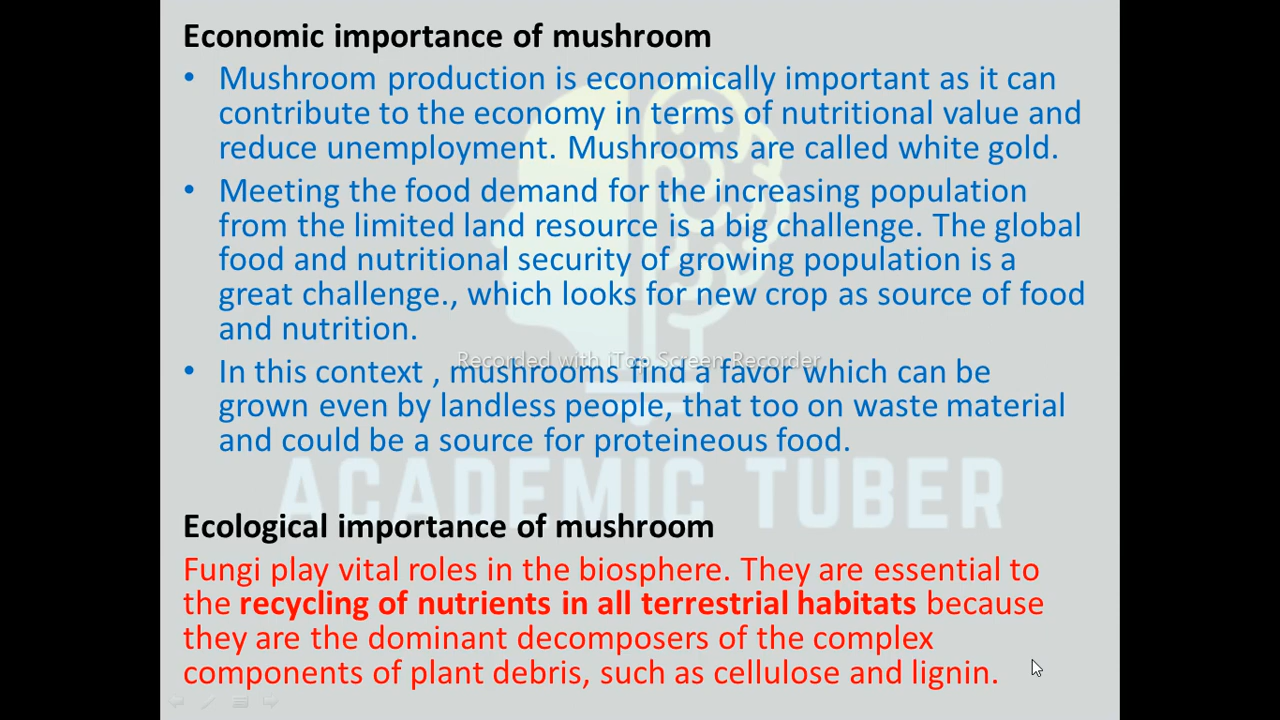 Economic importance of mushroom
• Mushroom production is economically important as it can
contribute to the economy in terms of nutritional value and
reduce unemployment. Mushrooms are called white gold.
• Meeting the food demand for the increasing population
from the limited land resource is a big challenge. The global
food and nutritional security of growing population is a
great challenge., which looks for new crop as source of food
and nutrition.
Recorded with iTop Screen Recorder
• In this context , mushrooms find a favor which can be
grown even by landless people, that too on waste material
and could be a source for proteineous food.
ACADEMIC TUBER
Ecological importance of mushroom
Fungi play vital roles in the biosphere. They are essential to
the recycling of nutrients in all terrestrial habitats because
they are the dominant decomposers of the complex
components of plant debris, such as cellulose and lignin.